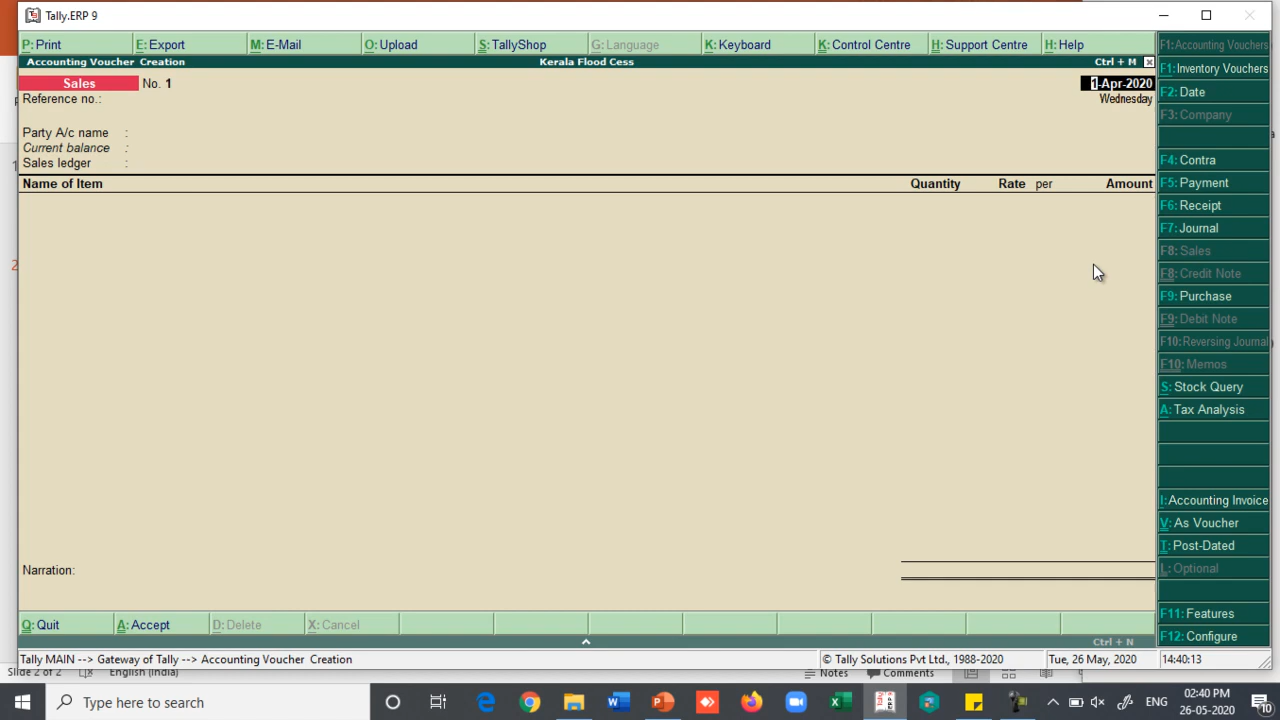 Tally.ERP 9
P: Print E: Export M: E-Mail O: Upload S: TallyShop G: Language K: Keyboard K: Control Centre H: Support Centre H: Help
Accounting Voucher Creation Kerala Flood Cess Ctrl + M
Sales No. 1 1-Apr-2020
Reference no.: Wednesday
Party A/c name :
Current balance :
Sales ledger :
Name of Item Quantity Rate per Amount
Narration:
Q: Quit A: Accept D: Delete X: Cancel
Ctrl + N
Tally MAIN --> Gateway of Tally --> Accounting Voucher Creation © Tally Solutions Pvt Ltd., 1988-2020 Tue, 26 May, 2020 14:40:13
F1: Accounting Vouchers
F1: Inventory Vouchers
F2: Date
F3: Company
F4: Contra
F5: Payment
F6: Receipt
F7: Journal
F8: Sales
F8: Credit Note
F9: Purchase
F9: Debit Note
F10: Reversing Journal
F10: Memos
S: Stock Query
A: Tax Analysis
I: Accounting Invoice
V: As Voucher
T: Post-Dated
L: Optional
F11: Features
F12: Configure
Slide 2 of 2 English (India) Notes Comments
Type here to search ENG 02:40 PM
26-05-2020 10